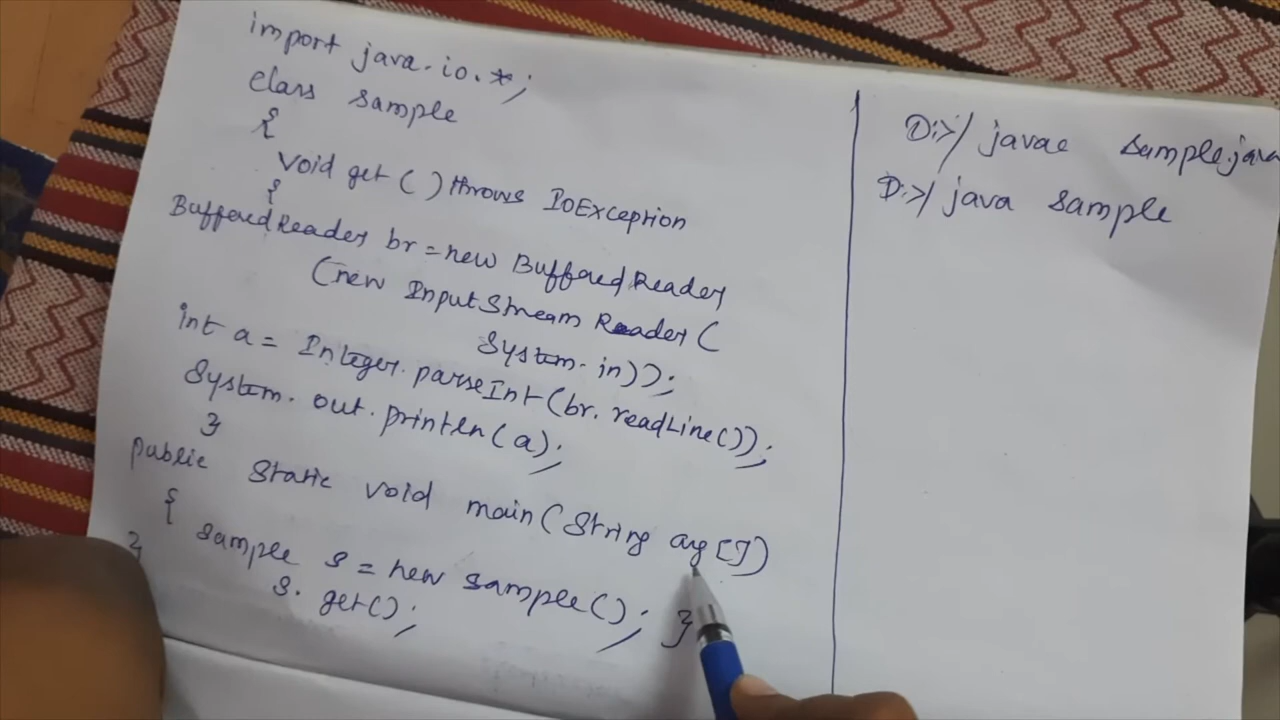 import java.io.*;
class sample
{
void get ( ) throws IOException
{
BufferedReader br = new BufferedReader
(new InputStreamReader(
System.in));
int a = Integer.parseInt(br.readLine());
System.out.println(a);
}
public static void main(String arg[])
{
sample s = new sample(); }
}
s.get();
D:>/ javac sample.java
D:>/ java sample